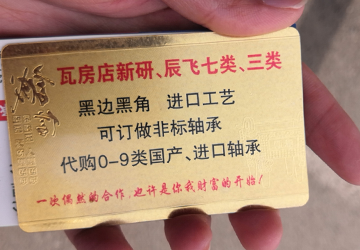 瓦房店新研、辰飞七类、三类
黑边黑角 进口工艺
可订做非标轴承
代购0-9类国产、进口轴承
一次偶然的合作,也许是你我财富的开始!